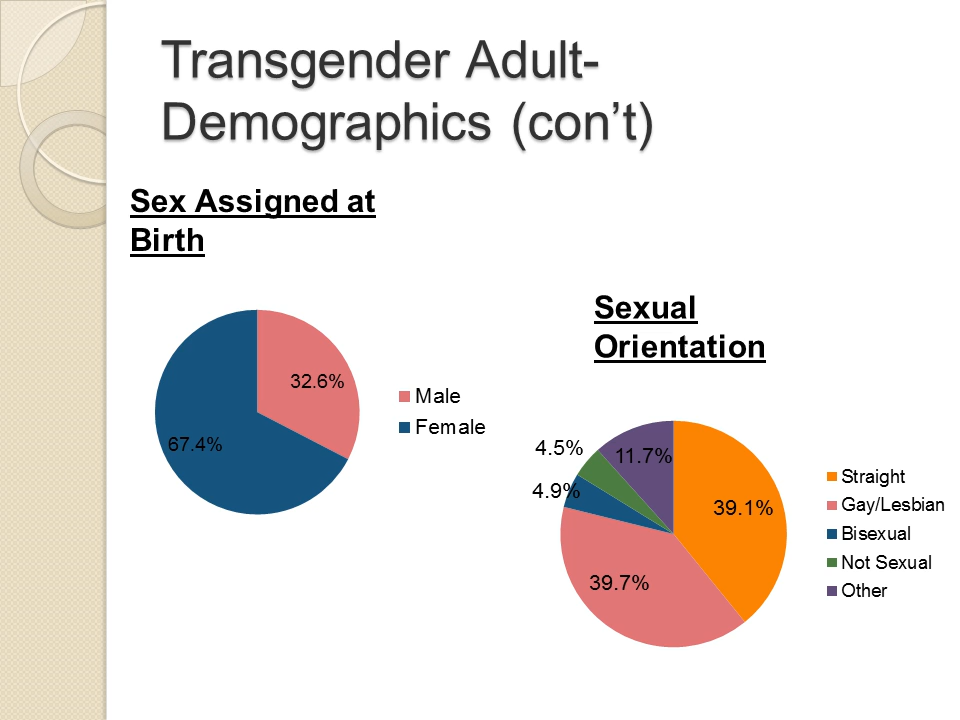 Transgender Adult-
Demographics (con’t)
Sex Assigned at
Birth
32.6%
67.4%
Male
Female
Sexual
Orientation
4.5%
11.7%
4.9%
39.1%
39.7%
Straight
Gay/Lesbian
Bisexual
Not Sexual
Other